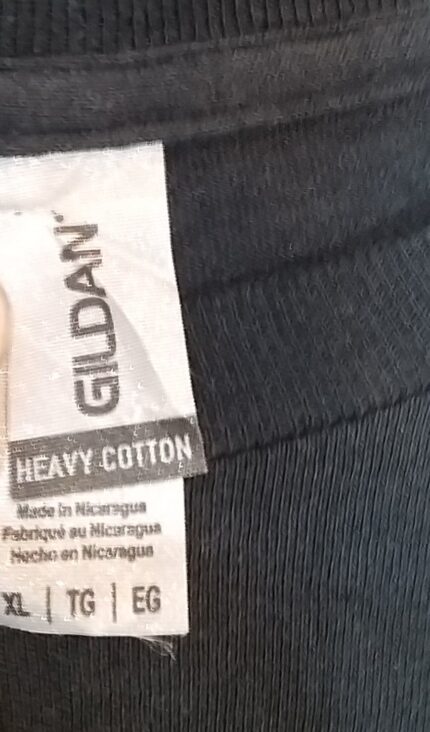 GILDAN®
HEAVY COTTON
Made in Nicaragua
Fabriqué au Nicaragua
Hecho en Nicaragua
XL | TG | EG